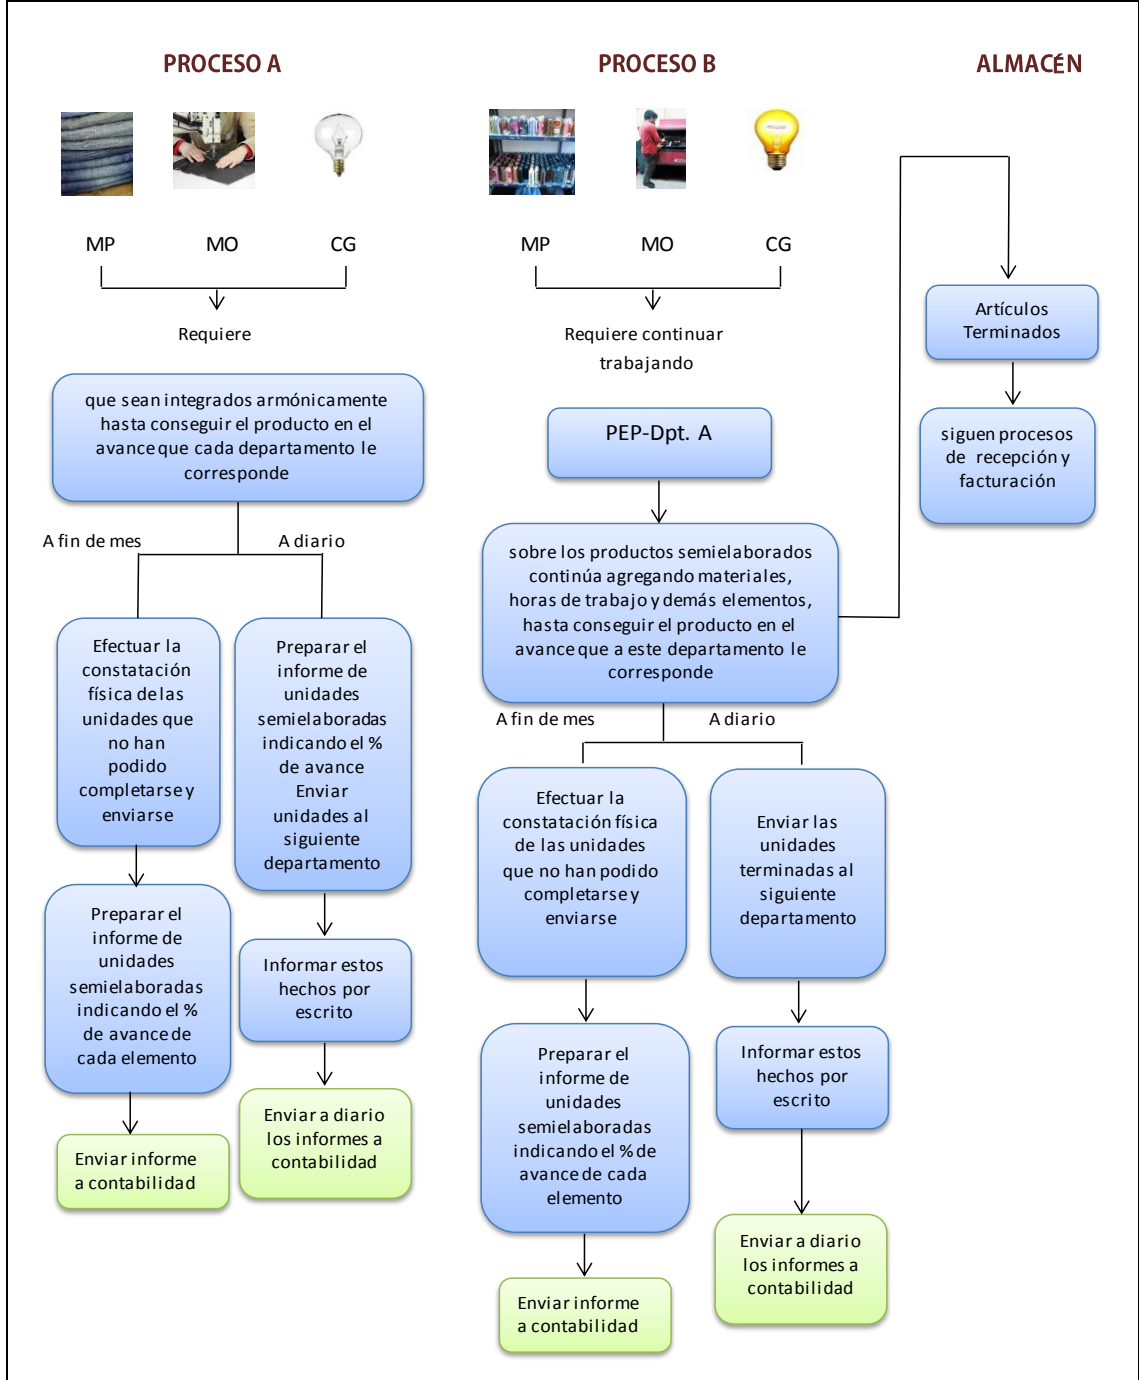 PROCESO A
MP
MO
CG
Requiere
que sean integrados armónicamente
hasta conseguir el producto en el
avance que cada departamento le
corresponde
A fin de mes
A diario
Efectuar la
constatación
física de las
unidades que
no han
podido
completarse y
enviarse
Preparar el
informe de
unidades
semielaboradas
indicando el %
de avance de
cada elemento
Enviar informe
a contabilidad
Preparar el
informe de
unidades
semielaboradas
indicando el %
de avance
Enviar
unidades al
siguiente
departamento
Informar estos
hechos por
escrito
Enviar a diario
los informes a
contabilidad
PROCESO B
MP
MO
CG
Requiere continuar
trabajando
PEP-Dpt. A
sobre los productos semielaborados
continúa agregando materiales,
horas de trabajo y demás elementos,
hasta conseguir el producto en el
avance que a este departamento le
corresponde
A fin de mes
A diario
Efectuar la
constatación física
de las unidades
que no han podido
completarse y
enviarse
Preparar el
informe de
unidades
semielaboradas
indicando el % de
avance de cada
elemento
Enviar informe
a contabilidad
Enviar las
unidades
terminadas al
siguiente
departamento
Informar estos
hechos por
escrito
Enviar a diario
los informes a
contabilidad
ALMACÉN
Artículos
Terminados
siguen procesos
de recepción y
facturación